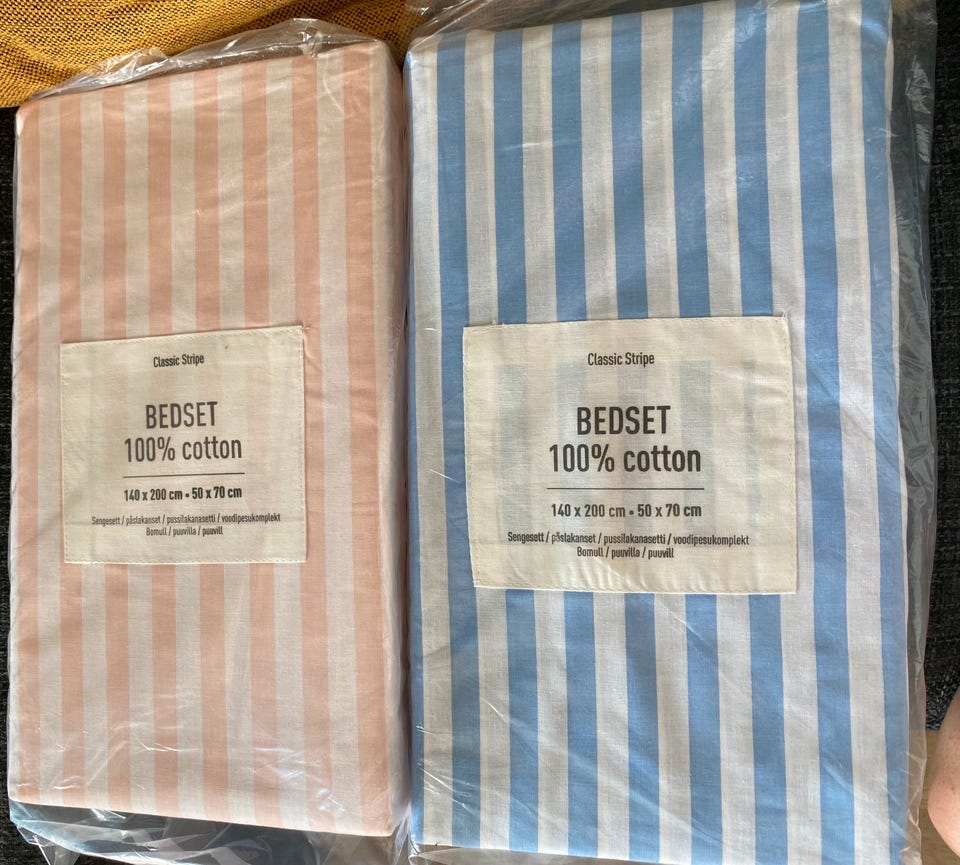 Classic Stripe
BEDSET
100% cotton
140 x 200 cm • 50 x 70 cm
Sengesett / påslakanset / pussilakanasetti / voodipesukomplekt
Bomull / puuvilla / puuvill
Classic Stripe
BEDSET
100% cotton
140 x 200 cm • 50 x 70 cm
Sengesett / påslakanset / pussilakanasetti / voodipesukomplekt
Bomull / puuvilla / puuvill